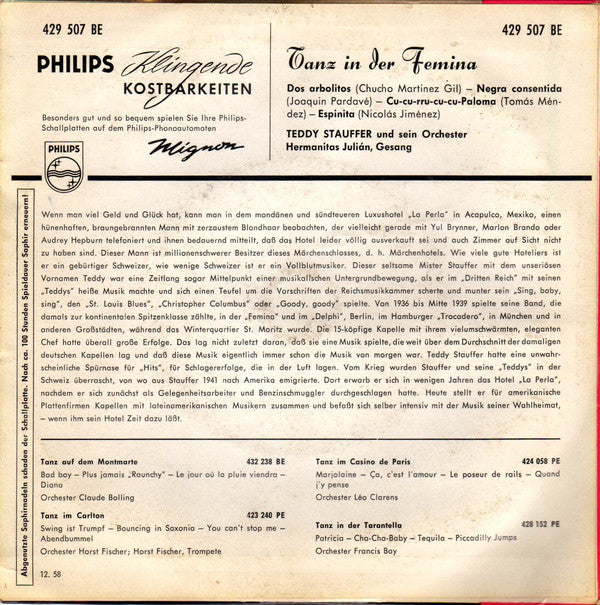 429 507 BE
429 507 BE
PHILIPS Klingende
KOSTBARKEITEN
Besonders gut und so bequem spielen Sie Ihre Philips-
Schallplatten auf dem Philips-Phonoautomaten
Mignon
PHILIPS
Tanz in der Femina
Dos arbolitos (Chucho Martinez Gil) – Negra consentida
(Joaquin Pardavé) – Cu-cu-rru-cu-cu-Paloma (Tomás Mén-
dez) – Espinita (Nicolás Jiménez)
TEDDY STAUFFER und sein Orchester
Hermanitas Julián, Gesang
Abgenutzte Saphirnadeln schaden der Schallplatte. Nach ca. 100 Stunden Spieldauer Saphir erneuern!
Wenn man viel Geld und Glück hat, kann man in dem mondänen und sündteueren Luxushotel „La Perla" in Acapulco, Mexiko, einen
hünenhaften, braungebrannten Mann mit zerzaustem Blondhaar beobachten, der vielleicht gerade mit Yul Brynner, Marlon Brando oder
Audrey Hepburn telefoniert und ihnen bedauernd mitteilt, daß das Hotel leider völlig ausverkauft sei und auch Zimmer auf Sicht nicht
zu haben sind. Dieser Mann ist millionenschwerer Besitzer dieses Märchenschlosses, d. h. Märchenhotels. Wie viele gute Hoteliers ist
er ein gebürtiger Schweizer, wie wenige Schweizer ist er ein Vollblutmusiker. Dieser seltsame Mister Stauffer mit dem unseriösen
Vornamen Teddy war eine Zeitlang sogar Mittelpunkt einer musikalischen Untergrundbewegung, als er im „Dritten Reich" mit seinen
„Teddys" heiße Musik machte und sich einen Teufel um die Vorschriften der Reichsmusikkammer scherte und munter sein „Sing, baby,
sing", den „St. Louis Blues", „Christopher Columbus" oder „Goody, goody" spielte. Von 1936 bis Mitte 1939 spielte seine Band, die
damals zur kontinentalen Spitzenklasse zählte, in der „Femina" und im „Delphi", Berlin, im Hamburger „Trocadero", in München und in
anderen Großstädten, während das Winterquartier St. Moritz wurde. Die 15-köpfige Kapelle mit ihrem vielumschwärmten, eleganten
Chef hatte überall große Erfolge. Das lag nicht zuletzt daran, daß sie eine Musik spielte, die weit über dem Durchschnitt der damaligen
deutschen Kapellen lag und daß diese Musik eigentlich immer schon die Musik von morgen war. Teddy Stauffer hatte eine unwahr-
scheinliche Spürnase für „Hits", für Schlagererfolge, die in der Luft lagen. Vom Krieg wurden Stauffer und seine „Teddys" in der
Schweiz überrascht, von wo aus Stauffer 1941 nach Amerika emigrierte. Dort erwarb er sich in wenigen Jahren das Hotel „La Perla",
nachdem er sich zunächst als Gelegenheitsarbeiter und Benzinschmuggler durchgeschlagen hatte. Heute stellt er für amerikanische
Plattenfirmen Kapellen mit lateinamerikanischen Musikern zusammen und befaßt sich selber intensiv mit der Musik seiner Wahlheimat,
– wenn ihm sein Hotel Zeit dazu läßt.
Tanz auf dem Montmarte 432 238 BE
Bad boy – Plus jamais „Raunchy" – Le jour où la pluie viendra –
Diana
Orchester Claude Bolling
Tanz im Carlton 423 240 PE
Swing ist Trumpf – Bouncing in Saxonia – You can't stop me –
Abendbummel
Orchester Horst Fischer; Horst Fischer, Trompete
Tanz im Casino de Paris 424 058 PE
Marjolaine – Ça, c'est l'amour – Le poseur de rails – Quand
j'y pense
Orchester Léo Clarens
Tanz in der Tarantella 428 152 PE
Patricia – Cha-Cha-Baby – Tequila – Piccadilly Jumps
Orchester Francis Bay
12. 58